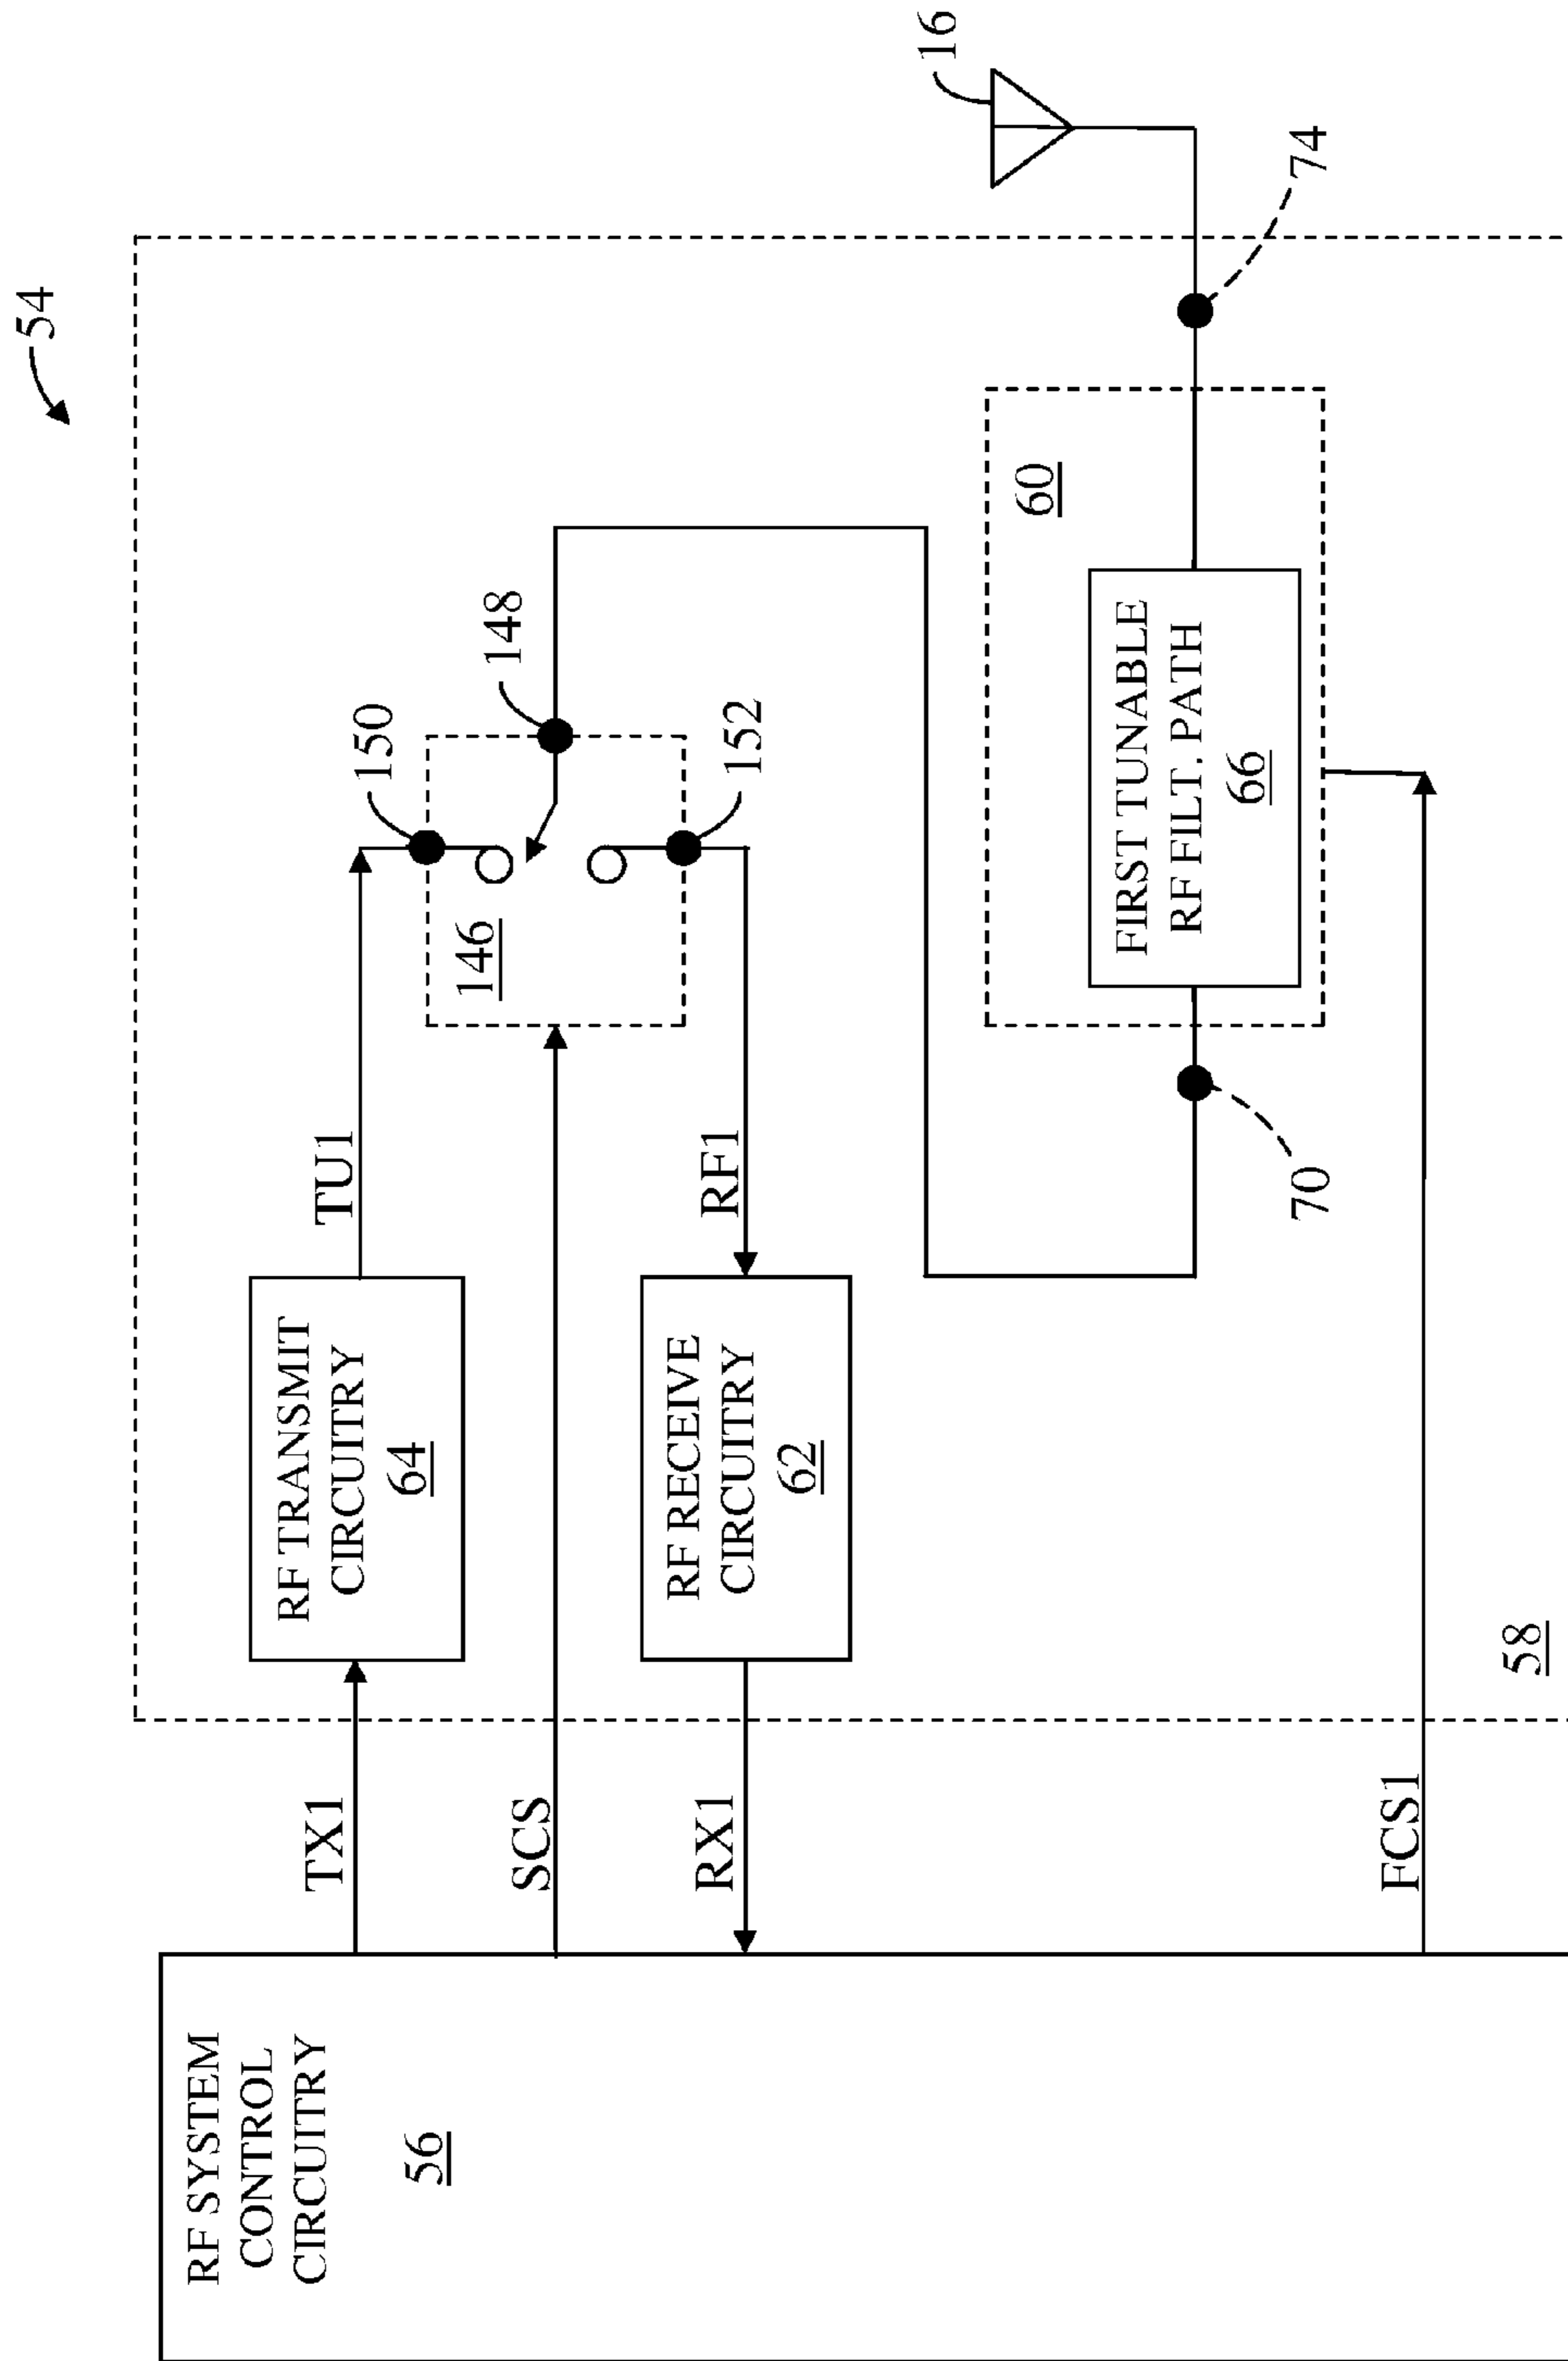 54
16
74
RF SYSTEM
CONTROL
CIRCUITRY
56
TX1
SCS
RX1
FCS1
RF TRANSMIT
CIRCUITRY
64
TU1
RF RECEIVE
CIRCUITRY
62
RF1
150
148
152
146
60
FIRST TUNABLE
RF FILT. PATH
66
70
58